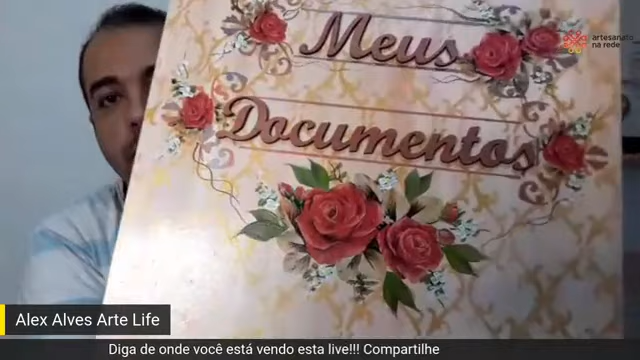 artesanato
na rede
Meus
Documentos
Alex Alves Arte Life
Diga de onde você está vendo esta live!!! Compartilhe